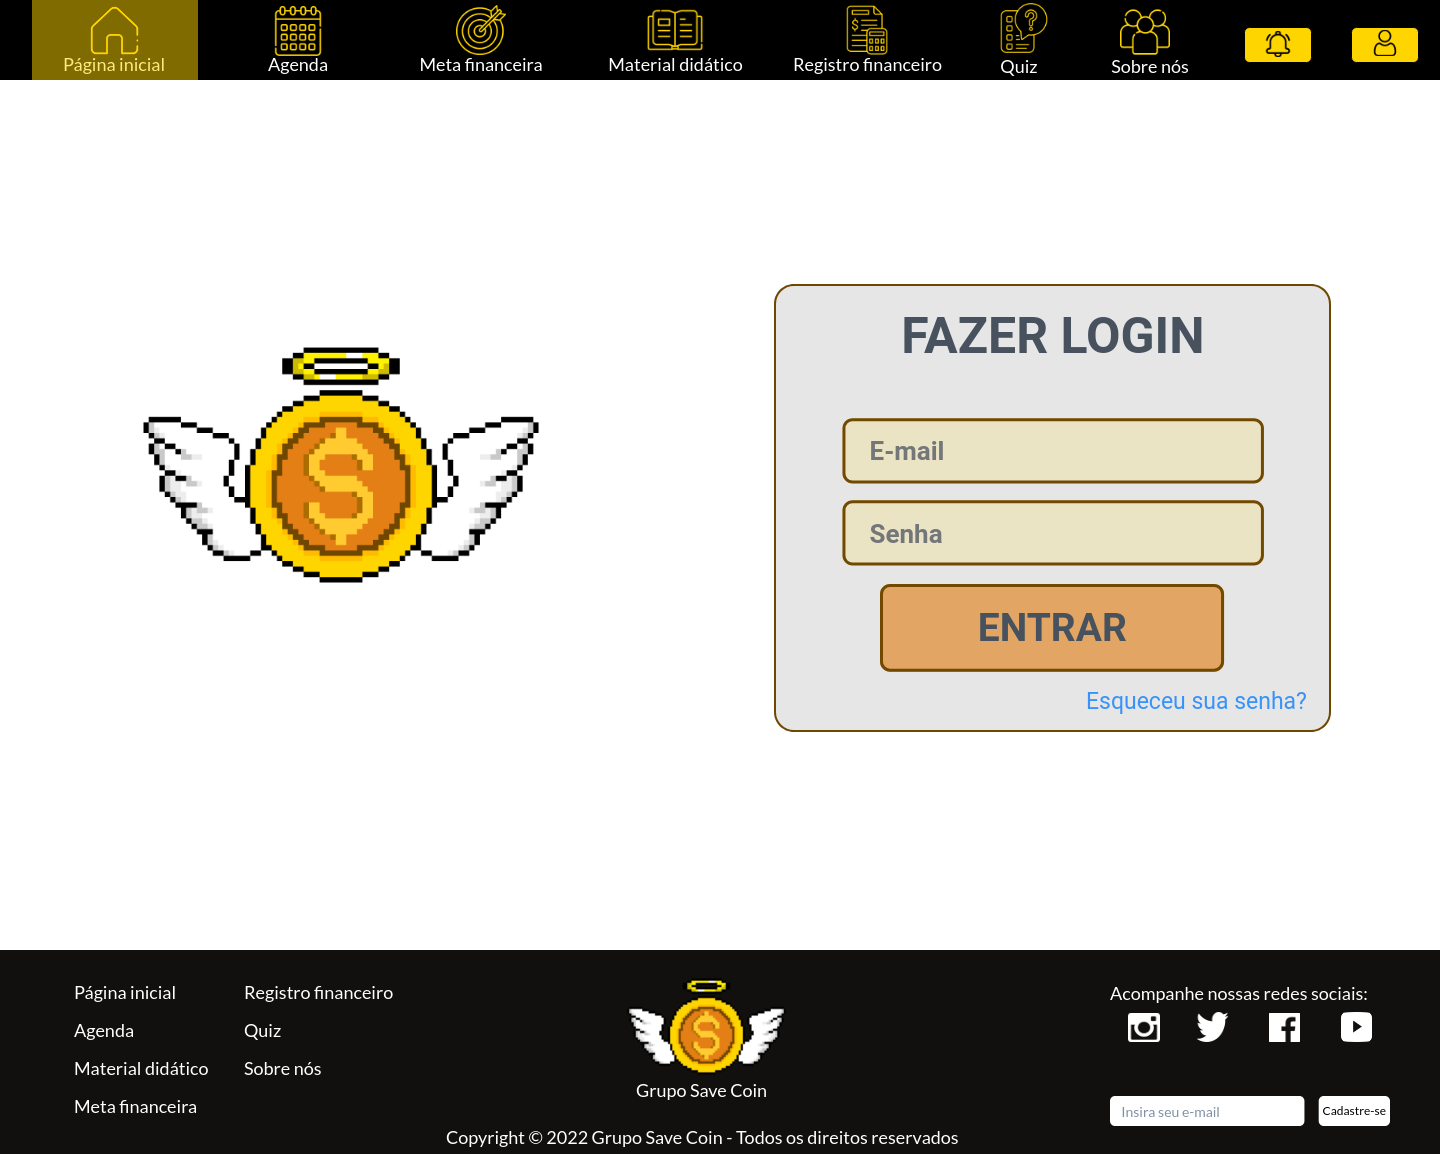 Página inicial
Agenda
Meta financeira
Material didático
Registro financeiro
Quiz
Sobre nós
FAZER LOGIN
E-mail
Senha
ENTRAR
Esqueceu sua senha?
Página inicial
Agenda
Material didático
Meta financeira
Registro financeiro
Quiz
Sobre nós
Grupo Save Coin
Copyright © 2022 Grupo Save Coin - Todos os direitos reservados
Acompanhe nossas redes sociais:
Insira seu e-mail
Cadastre-se